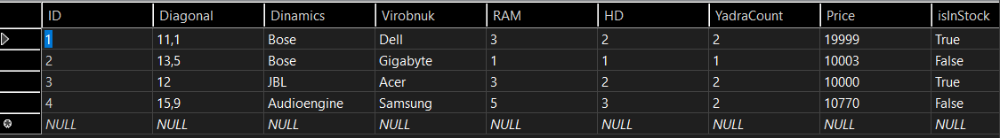 ID Diagonal Dinamics Virobnuk RAM HD YadraCount Price isInStock
1 11,1 Bose Dell 3 2 2 19999 True
2 13,5 Bose Gigabyte 1 1 1 10003 False
3 12 JBL Acer 3 2 2 10000 True
4 15,9 Audioengine Samsung 5 3 2 10770 False
NULL NULL NULL NULL NULL NULL NULL NULL NULL